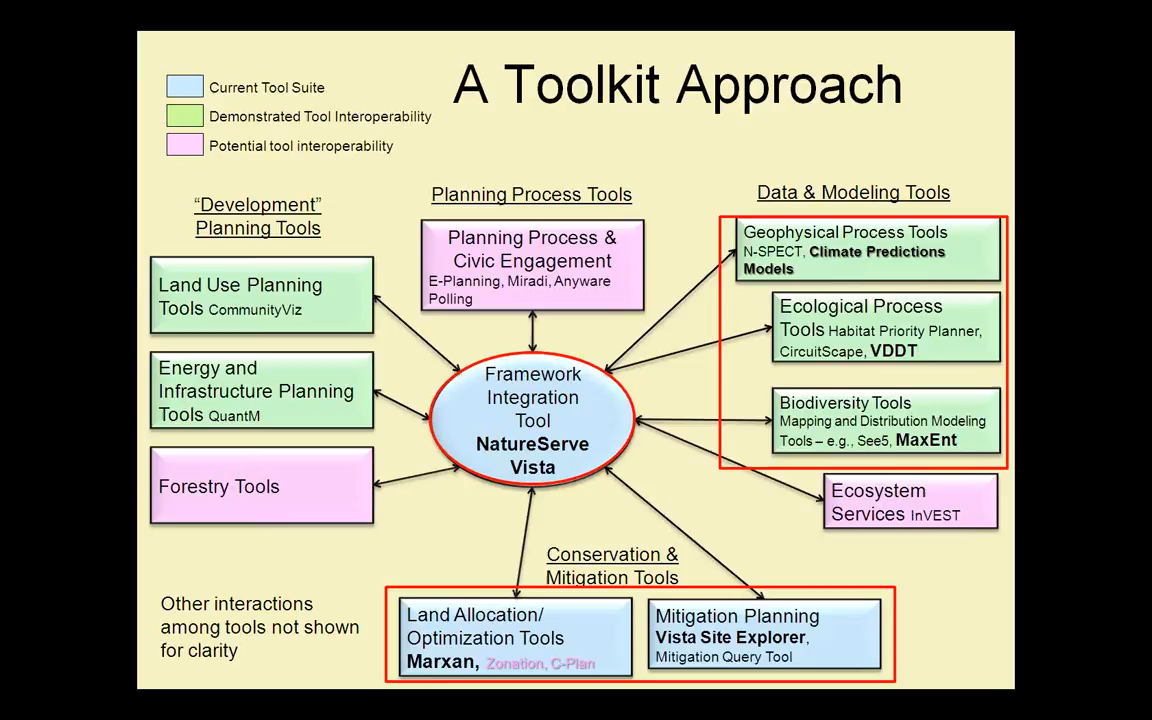 A Toolkit Approach
Current Tool Suite
Demonstrated Tool Interoperability
Potential tool interoperability
“Development”
Planning Tools
Land Use Planning
Tools CommunityViz
Energy and
Infrastructure Planning
Tools QuantM
Forestry Tools
Planning Process Tools
Planning Process &
Civic Engagement
E-Planning, Miradi, Anyware
Polling
Framework
Integration
Tool
NatureServe
Vista
Data & Modeling Tools
Geophysical Process Tools
N-SPECT, Climate Predictions
Models
Ecological Process
Tools Habitat Priority Planner,
CircuitScape, VDDT
Biodiversity Tools
Mapping and Distribution Modeling
Tools – e.g., See5, MaxEnt
Ecosystem
Services InVEST
Conservation &
Mitigation Tools
Land Allocation/
Optimization Tools
Marxan, Zonation, C-Plan
Mitigation Planning
Vista Site Explorer,
Mitigation Query Tool
Other interactions
among tools not shown
for clarity